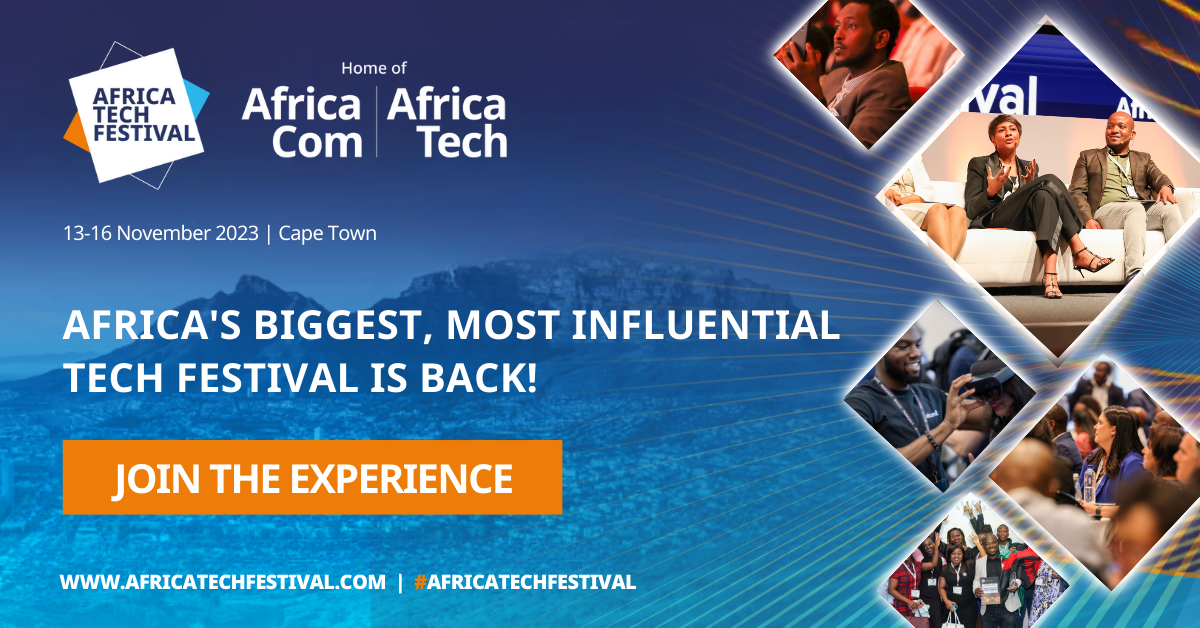 AFRICA
TECH
FESTIVAL
Home of
Africa
Com
Africa
Tech
13-16 November 2023 | Cape Town
AFRICA'S BIGGEST, MOST INFLUENTIAL
TECH FESTIVAL IS BACK!
JOIN THE EXPERIENCE
WWW.AFRICATECHFESTIVAL.COM | #AFRICATECHFESTIVAL